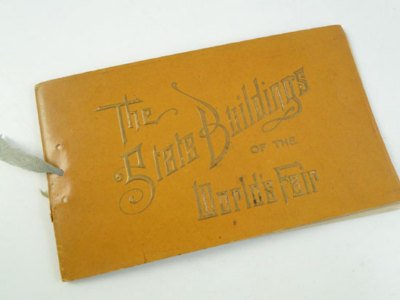 The
State Buildings
OF THE
World's Fair